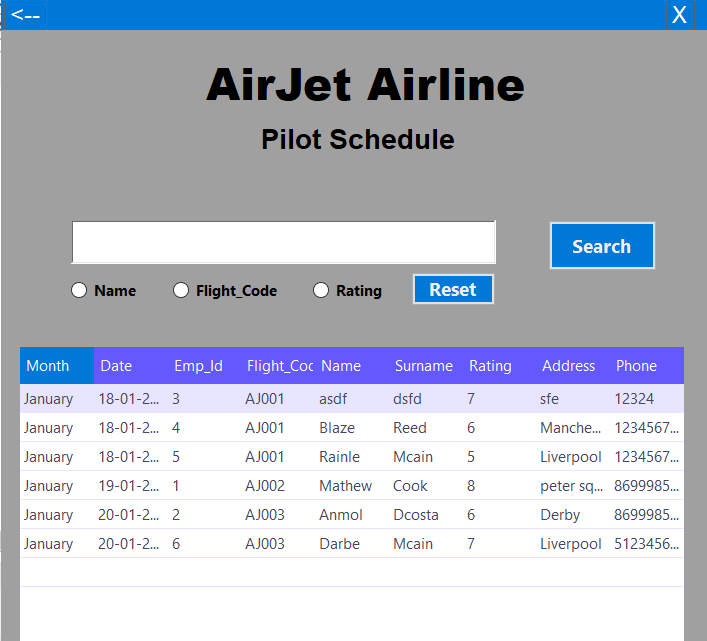 <-- X
AirJet Airline
Pilot Schedule
Search
Name Flight_Code Rating Reset
Month Date Emp_Id Flight_Cod Name Surname Rating Address Phone
January 18-01-2... 3 AJ001 asdf dsfd 7 sfe 12324
January 18-01-2... 4 AJ001 Blaze Reed 6 Manche... 1234567...
January 18-01-2... 5 AJ001 Rainle Mcain 5 Liverpool 1234567...
January 19-01-2... 1 AJ002 Mathew Cook 8 peter sq... 8699985...
January 20-01-2... 2 AJ003 Anmol Dcosta 6 Derby 8699985...
January 20-01-2... 6 AJ003 Darbe Mcain 7 Liverpool 5123456...